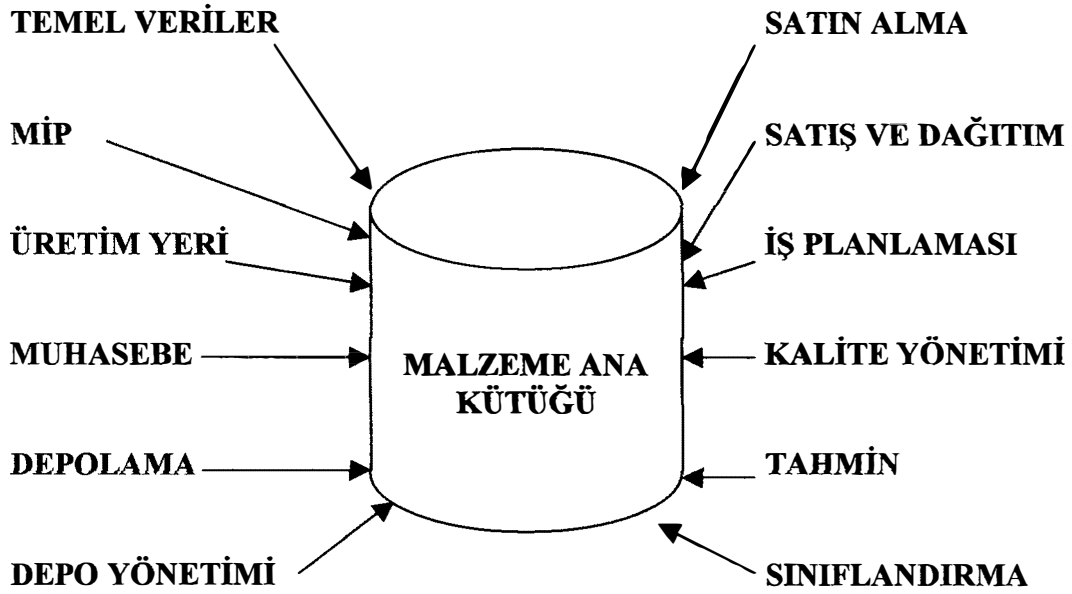 TEMEL VERİLER
SATIN ALMA
MİP
SATIŞ VE DAĞITIM
ÜRETİM YERİ
İŞ PLANLAMASI
MUHASEBE
MALZEME ANA
KÜTÜĞÜ
KALİTE YÖNETİMİ
DEPOLAMA
TAHMİN
DEPO YÖNETİMİ
SINIFLANDIRMA